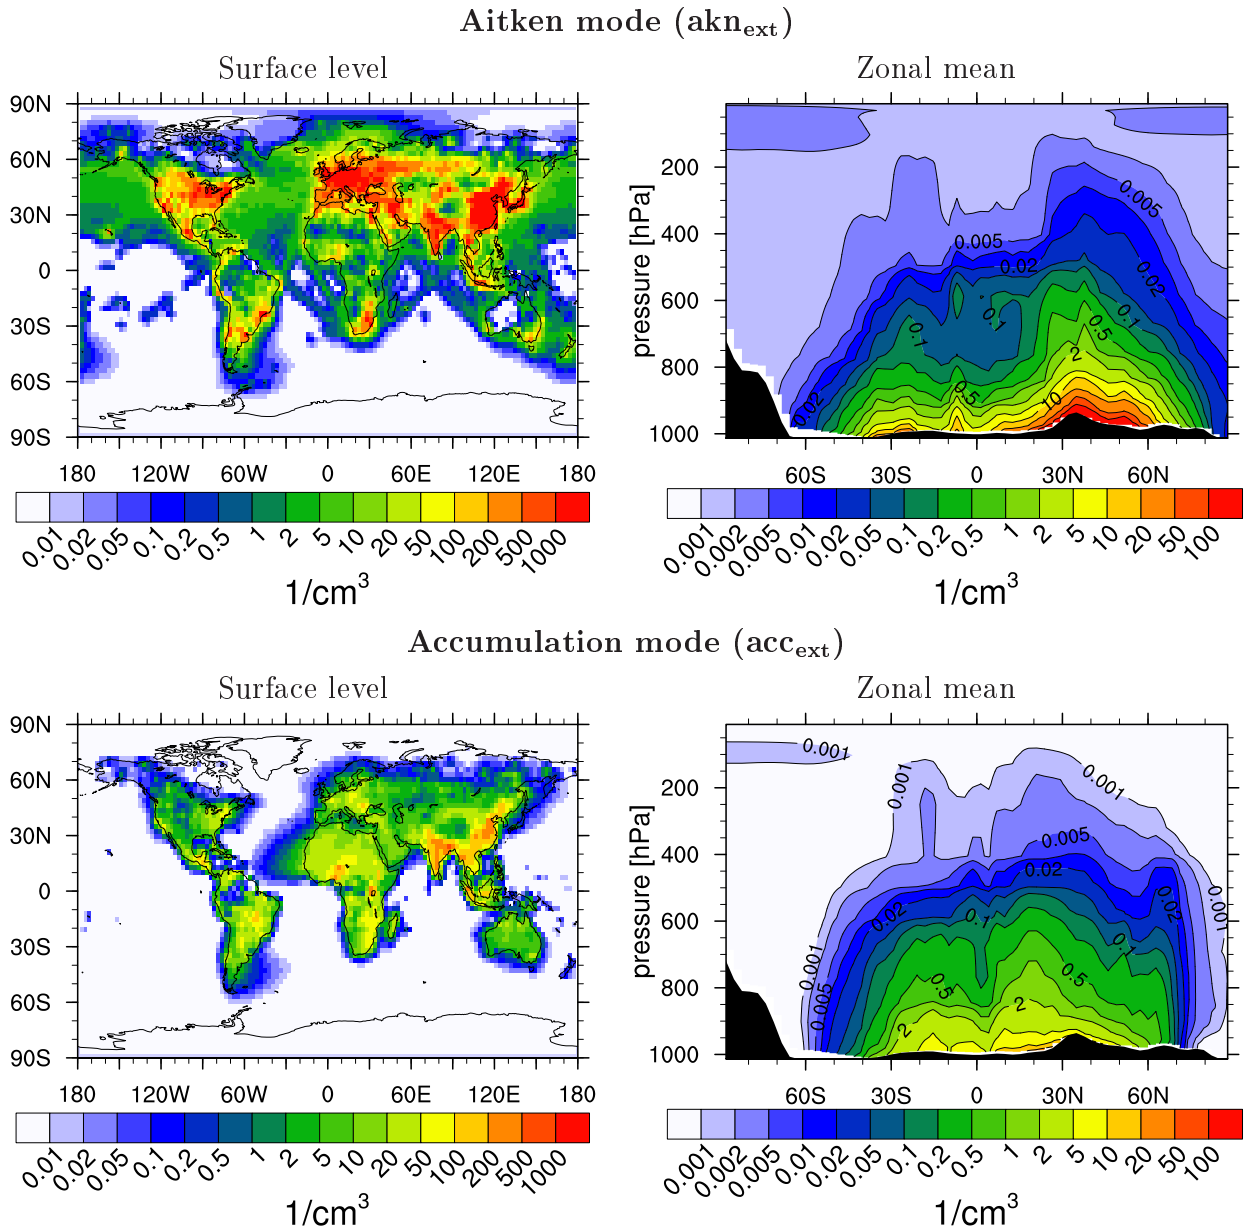 Aitken mode (akn_ext)
Surface level
Zonal mean
90N
60N
30N
0
30S
60S
90S
180 120W 60W 0 60E 120E 180
0.01 0.02 0.05 0.1 0.2 0.5 1 2 5 10 20 50 100 200 500 1000
1/cm³
pressure [hPa]
200
400
600
800
1000
0.005
0.005
0.02
0.02
0.1
0.1
0.1
0.5
2
0.5
10
0.02
60S 30S 0 30N 60N
0.001 0.002 0.005 0.01 0.02 0.05 0.1 0.2 0.5 1 2 5 10 20 50 100
1/cm³
Accumulation mode (acc_ext)
Surface level
Zonal mean
90N
60N
30N
0
30S
60S
90S
180 120W 60W 0 60E 120E 180
0.01 0.02 0.05 0.1 0.2 0.5 1 2 5 10 20 50 100 200 500 1000
1/cm³
pressure [hPa]
200
400
600
800
1000
0.001
0.001
0.001
0.005
0.02
0.02
0.02
0.001
0.1
0.1
0.001
0.5
0.5
0.005
2
2
60S 30S 0 30N 60N
0.001 0.002 0.005 0.01 0.02 0.05 0.1 0.2 0.5 1 2 5 10 20 50 100
1/cm³